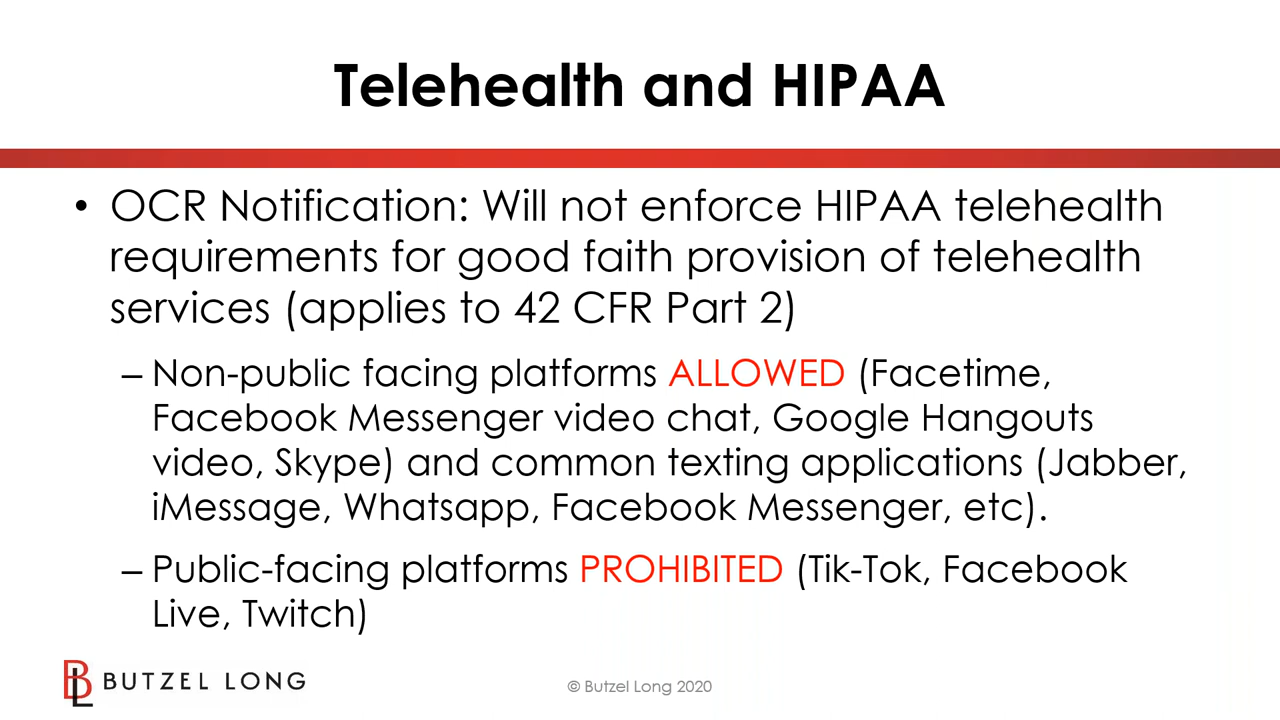 Telehealth and HIPAA
• OCR Notification: Will not enforce HIPAA telehealth
requirements for good faith provision of telehealth
services (applies to 42 CFR Part 2)
– Non-public facing platforms ALLOWED (Facetime,
Facebook Messenger video chat, Google Hangouts
video, Skype) and common texting applications (Jabber,
iMessage, Whatsapp, Facebook Messenger, etc).
– Public-facing platforms PROHIBITED (Tik-Tok, Facebook
Live, Twitch)
BL BUTZEL LONG
© Butzel Long 2020